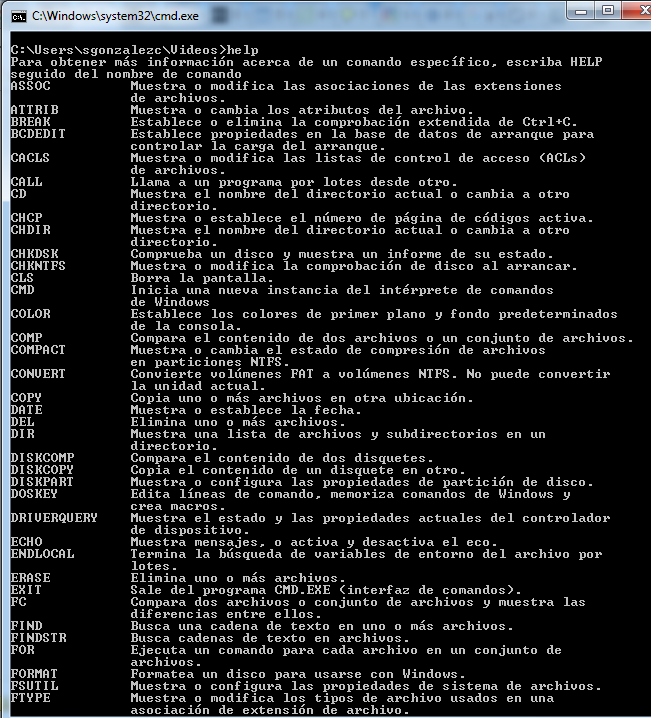 C:\Windows\system32\cmd.exe
C:\Users\sgonzalezc\Videos>help
Para obtener más información acerca de un comando específico, escriba HELP
seguido del nombre de comando
ASSOC          Muestra o modifica las asociaciones de las extensiones
               de archivos.
ATTRIB         Muestra o cambia los atributos del archivo.
BREAK          Establece o elimina la comprobación extendida de Ctrl+C.
BCDEDIT        Establece propiedades en la base de datos de arranque para
               controlar la carga del arranque.
CACLS          Muestra o modifica las listas de control de acceso (ACLs)
               de archivos.
CALL           Llama a un programa por lotes desde otro.
CD             Muestra el nombre del directorio actual o cambia a otro
               directorio.
CHCP           Muestra o establece el número de página de códigos activa.
CHDIR          Muestra el nombre del directorio actual o cambia a otro
               directorio.
CHKDSK         Comprueba un disco y muestra un informe de su estado.
CHKNTFS        Muestra o modifica la comprobación de disco al arrancar.
CLS            Borra la pantalla.
CMD            Inicia una nueva instancia del intérprete de comandos
               de Windows
COLOR          Establece los colores de primer plano y fondo predeterminados
               de la consola.
COMP           Compara el contenido de dos archivos o un conjunto de archivos.
COMPACT        Muestra o cambia el estado de compresión de archivos
               en particiones NTFS.
CONVERT        Convierte volúmenes FAT a volúmenes NTFS. No puede convertir
               la unidad actual.
COPY           Copia uno o más archivos en otra ubicación.
DATE           Muestra o establece la fecha.
DEL            Elimina uno o más archivos.
DIR            Muestra una lista de archivos y subdirectorios en un
               directorio.
DISKCOMP       Compara el contenido de dos disquetes.
DISKCOPY       Copia el contenido de un disquete en otro.
DISKPART       Muestra o configura las propiedades de partición de disco.
DOSKEY         Edita líneas de comando, memoriza comandos de Windows y
               crea macros.
DRIVERQUERY    Muestra el estado y las propiedades actuales del controlador
               de dispositivo.
ECHO           Muestra mensajes, o activa y desactiva el eco.
ENDLOCAL       Termina la búsqueda de variables de entorno del archivo por
               lotes.
ERASE          Elimina uno o más archivos.
EXIT           Sale del programa CMD.EXE (interfaz de comandos).
FC             Compara dos archivos o conjunto de archivos y muestra las
               diferencias entre ellos.
FIND           Busca una cadena de texto en uno o más archivos.
FINDSTR        Busca cadenas de texto en archivos.
FOR            Ejecuta un comando para cada archivo en un conjunto de
               archivos.
FORMAT         Formatea un disco para usarse con Windows.
FSUTIL         Muestra o configura las propiedades de sistema de archivos.
FTYPE          Muestra o modifica los tipos de archivo usados en una
               asociación de extensión de archivo.